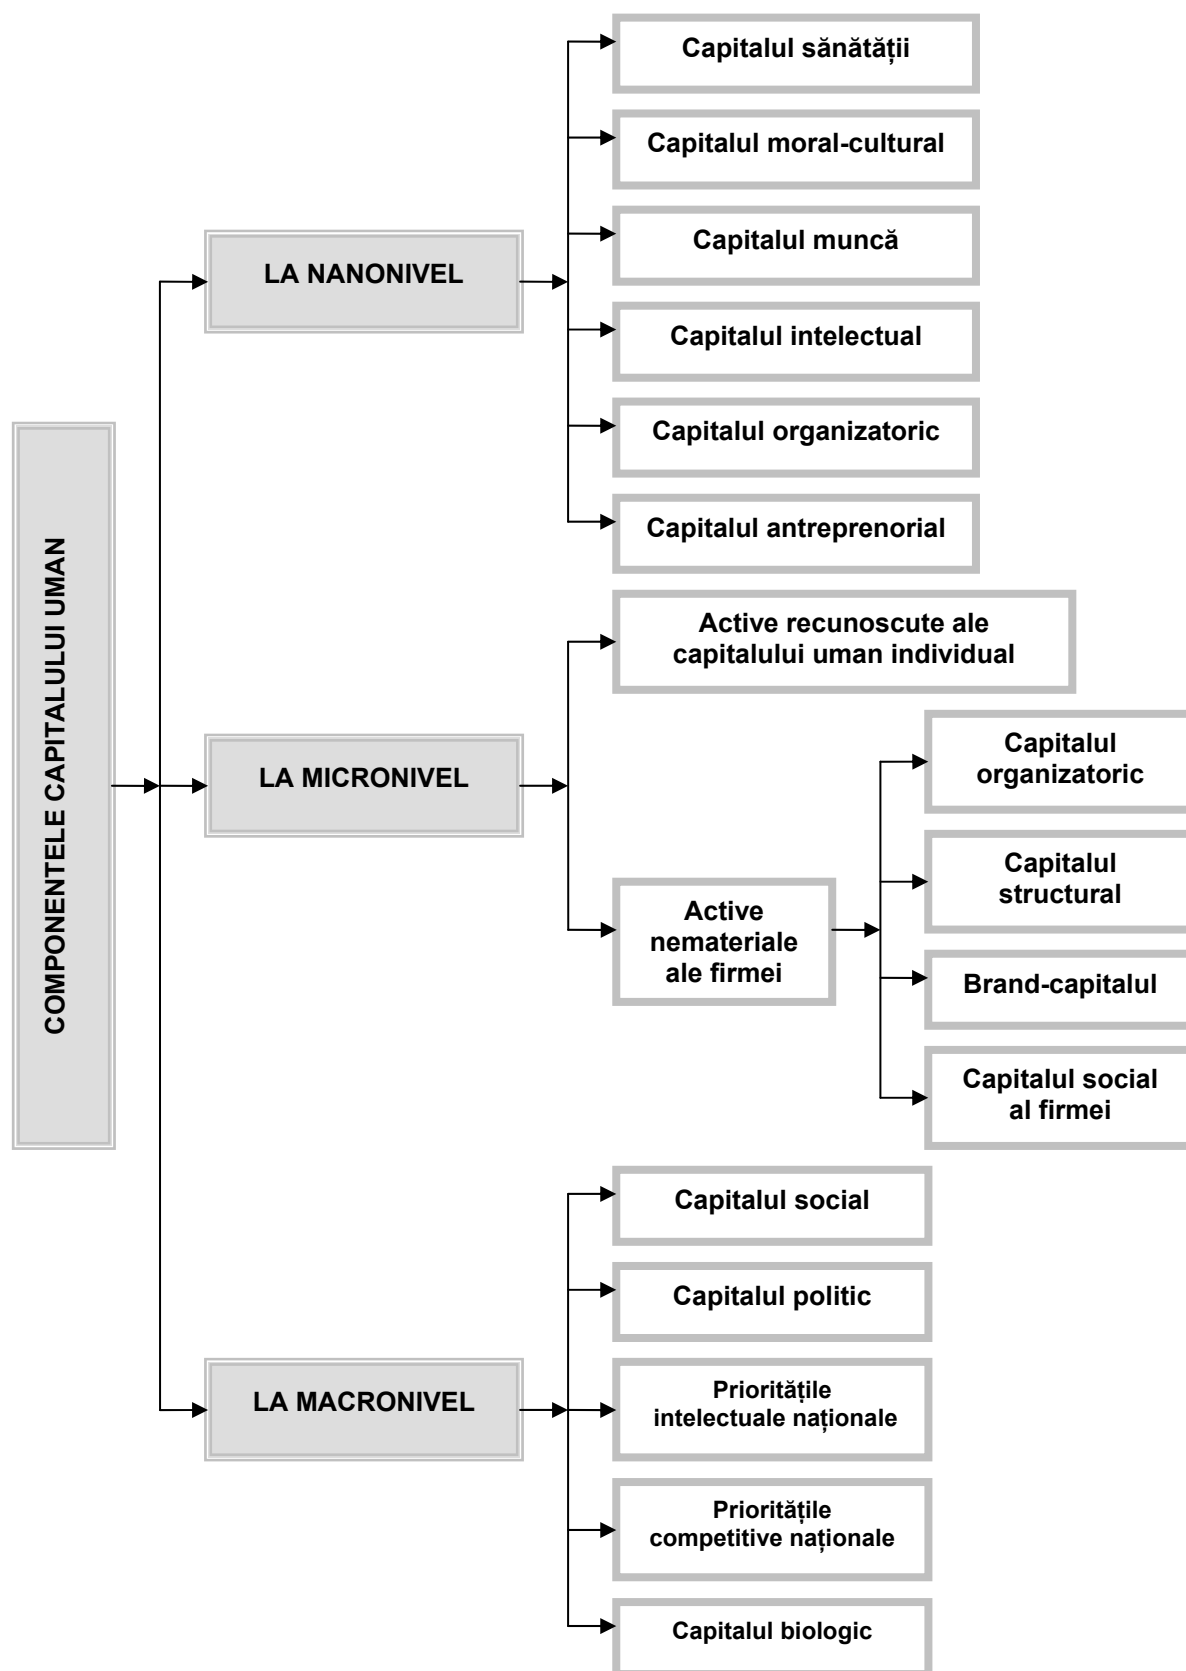 COMPONENTELE CAPITALULUI UMAN
LA NANONIVEL
Capitalul sănătății
Capitalul moral-cultural
Capitalul muncă
Capitalul intelectual
Capitalul organizatoric
Capitalul antreprenorial
LA MICRONIVEL
Active recunoscute ale
capitalului uman individual
Active
nemateriale
ale firmei
Capitalul
organizatoric
Capitalul
structural
Brand-capitalul
Capitalul social
al firmei
LA MACRONIVEL
Capitalul social
Capitalul politic
Prioritățile
intelectuale naționale
Prioritățile
competitive naționale
Capitalul biologic